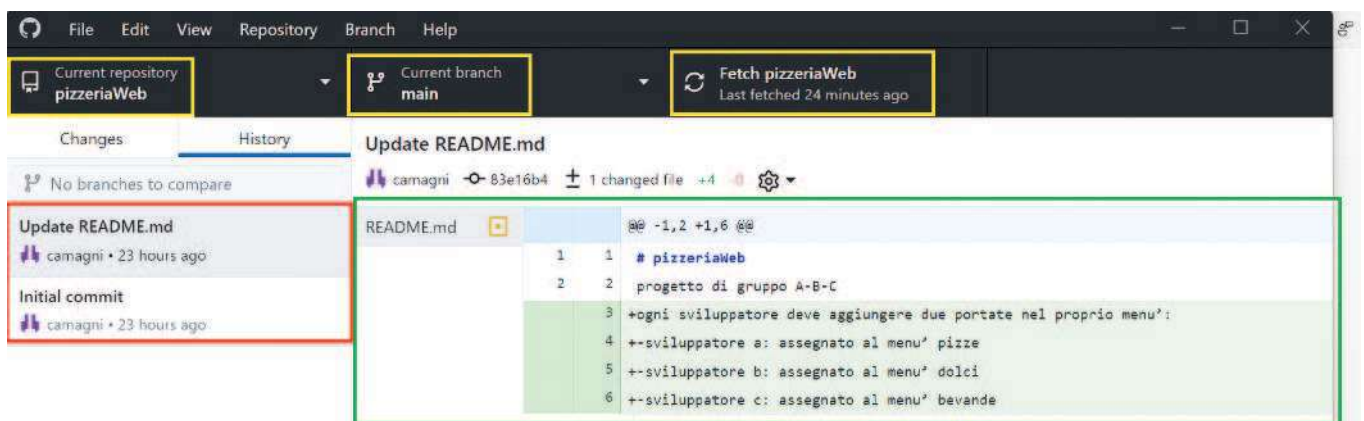 File Edit View Repository Branch Help
Current repository
pizzeriaWeb
Current branch
main
Fetch pizzeriaWeb
Last fetched 24 minutes ago
Changes History
No branches to compare
Update README.md
camagni • 23 hours ago
Initial commit
camagni • 23 hours ago
Update README.md
camagni 83e16b4 1 changed file +4 -0
README.md
@@ -1,2 +1,6 @@
1 1 # pizzeriaWeb
2 2 progetto di gruppo A-B-C
3 +ogni sviluppatore deve aggiungere due portate nel proprio menu':
4 +-sviluppatore a: assegnato al menu' pizze
5 +-sviluppatore b: assegnato al menu' dolci
6 +-sviluppatore c: assegnato al menu' bevande